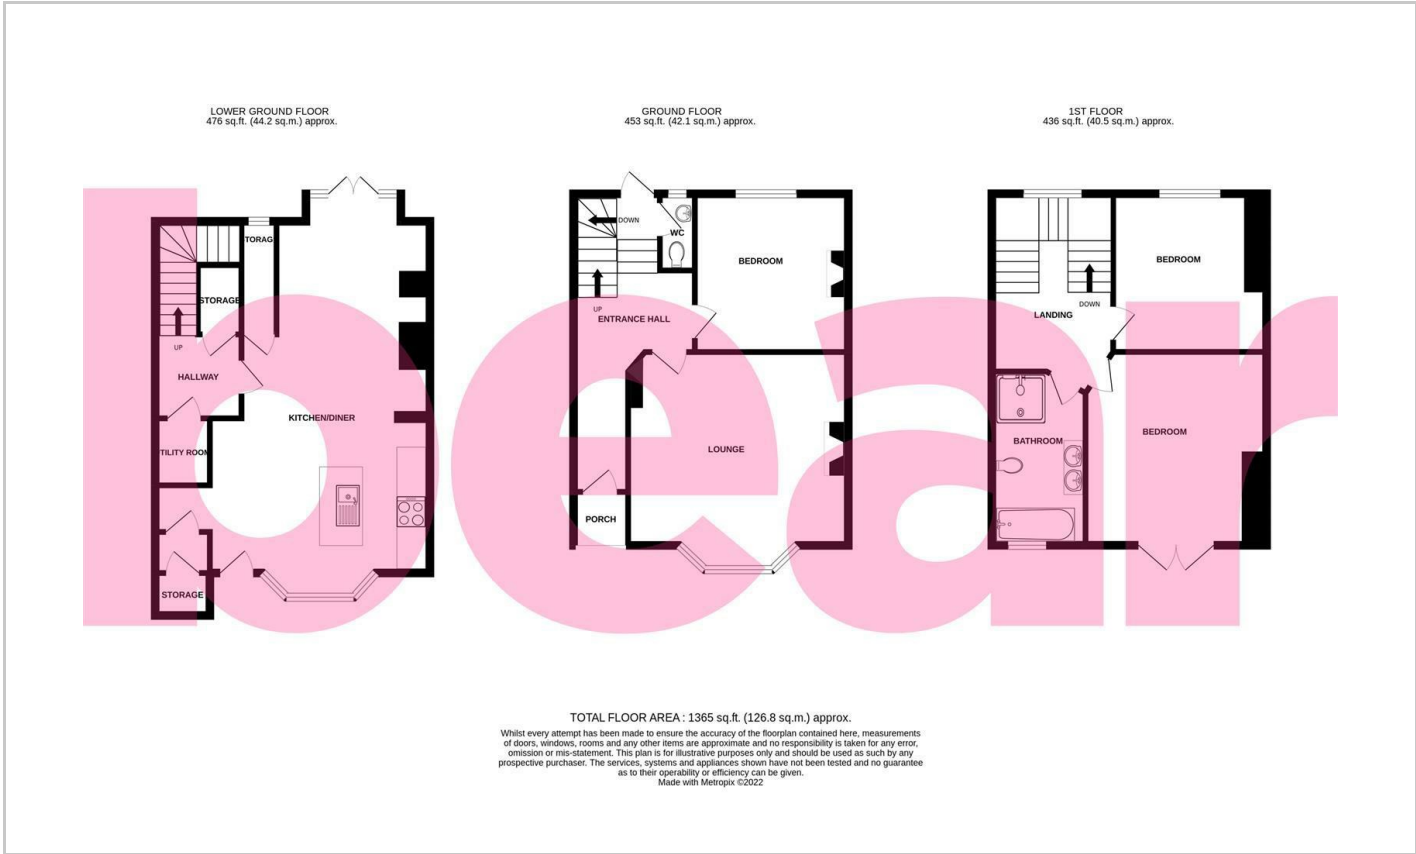 LOWER GROUND FLOOR
476 sq.ft. (44.2 sq.m.) approx.
TORAG
STORAGE
UP
HALLWAY
KITCHEN/DINER
TILITY ROOM
STORAGE
GROUND FLOOR
453 sq.ft. (42.1 sq.m.) approx.
DOWN
WC
BEDROOM
UP
ENTRANCE HALL
LOUNGE
PORCH
1ST FLOOR
436 sq.ft. (40.5 sq.m.) approx.
BEDROOM
DOWN
LANDING
BATHROOM
BEDROOM
bear
TOTAL FLOOR AREA : 1365 sq.ft. (126.8 sq.m.) approx.
Whilst every attempt has been made to ensure the accuracy of the floorplan contained here, measurements
of doors, windows, rooms and any other items are approximate and no responsibility is taken for any error,
omission or mis-statement. This plan is for illustrative purposes only and should be used as such by any
prospective purchaser. The services, systems and appliances shown have not been tested and no guarantee
as to their operability or efficiency can be given.
Made with Metropix ©2022